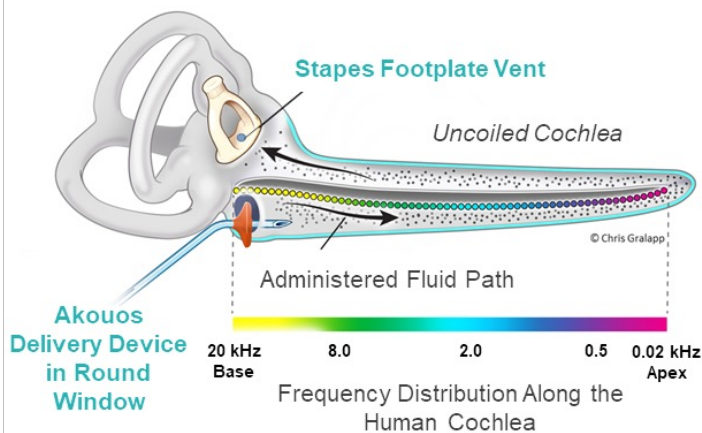 Stapes Footplate Vent
Uncoiled Cochlea
© Chris Gralapp
Administered Fluid Path
Akouos
Delivery Device
in Round
Window
20 kHz
Base
8.0
2.0
0.5
0.02 kHz
Apex
Frequency Distribution Along the
Human Cochlea